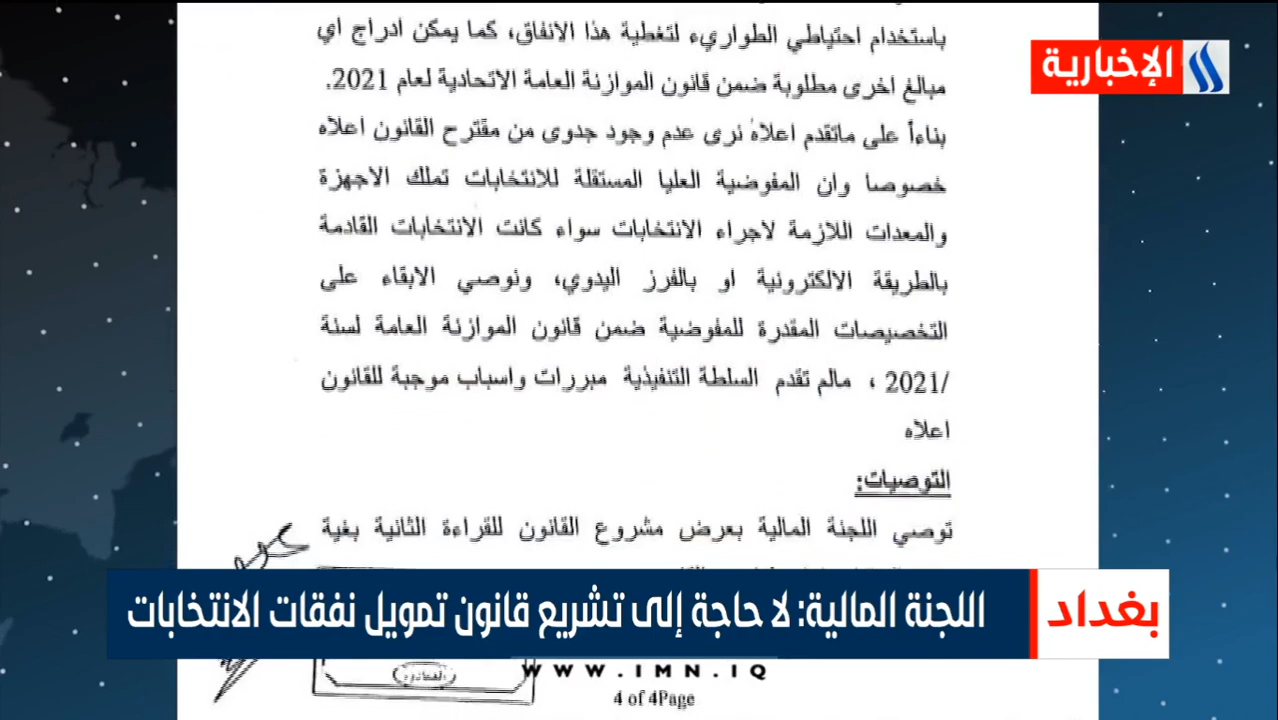 باستخدام احتياطي الطواريء لتغطية هذا الانفاق، كما يمكن ادراج اي
مبالغ اخرى مطلوبة ضمن قانون الموازنة العامة الاتحادية لعام 2021.
بناءاً على ماتقدم اعلاه نرى عدم وجود جدوى من مقترح القانون اعلاه
خصوصا وان المفوضية العليا المستقلة للانتخابات تملك الاجهزة
والمعدات اللازمة لاجراء الانتخابات سواء كانت الانتخابات القادمة
بالطريقة الالكترونية او بالفرز اليدوي، ونوصي الابقاء على
التخصيصات المقدرة للمفوضية ضمن قانون الموازنة العامة لسنة
/2021 ، مالم تقدم السلطة التنفيذية مبررات واسباب موجبة للقانون
اعلاه
التوصيات:
توصي اللجنة المالية بعرض مشروع القانون للقراءة الثانية بغية
الإخبارية
بغداد
اللجنة المالية: لا حاجة إلى تشريع قانون تمويل نفقات الانتخابات
WWW.IMN.IQ
4 of 4Page